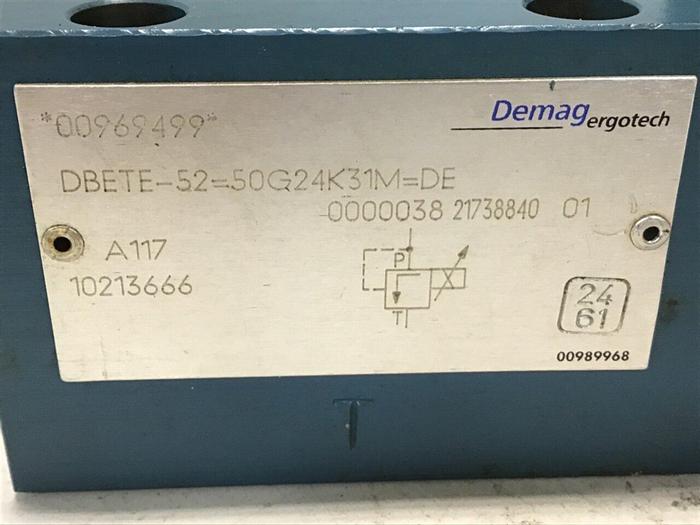 *00969499*
Demag ergotech
DBETE-52=50G24K31M=DE
0000038 21738840 01
A117
10213666
P
T
24
61
00989968
T